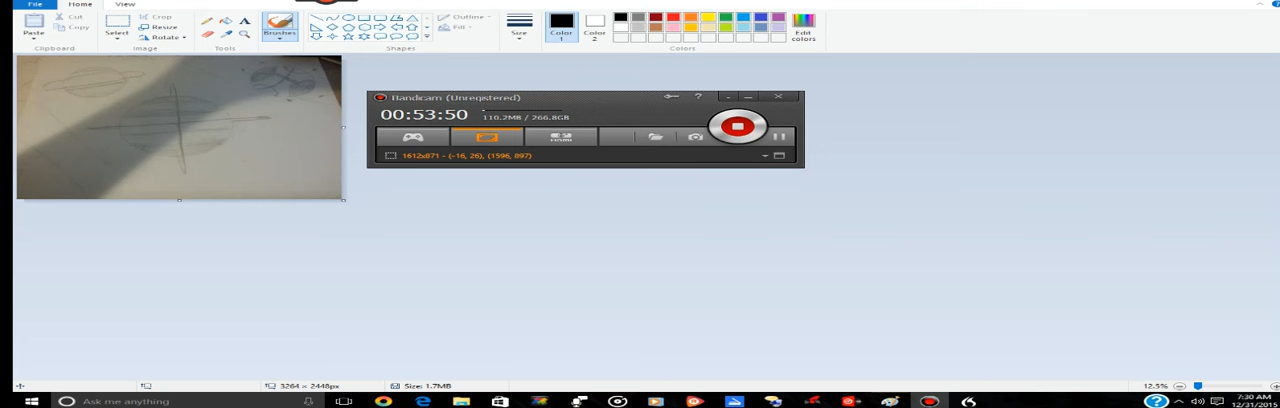 File Home View
Paste
Cut
Copy
Clipboard
Select
Crop
Resize
Rotate
Image
A
Tools
Brushes
Outline
Fill
Shapes
Size
Color 1
Color 2
Edit colors
Colors
Bandicam (Unregistered)
00:53:50
110.2MB / 266.8GB
1612x871 - (-16, 26), (1596, 897)
3264 × 2448px
Size: 1.7MB
12.5%
Ask me anything
7:30 AM
12/31/2015